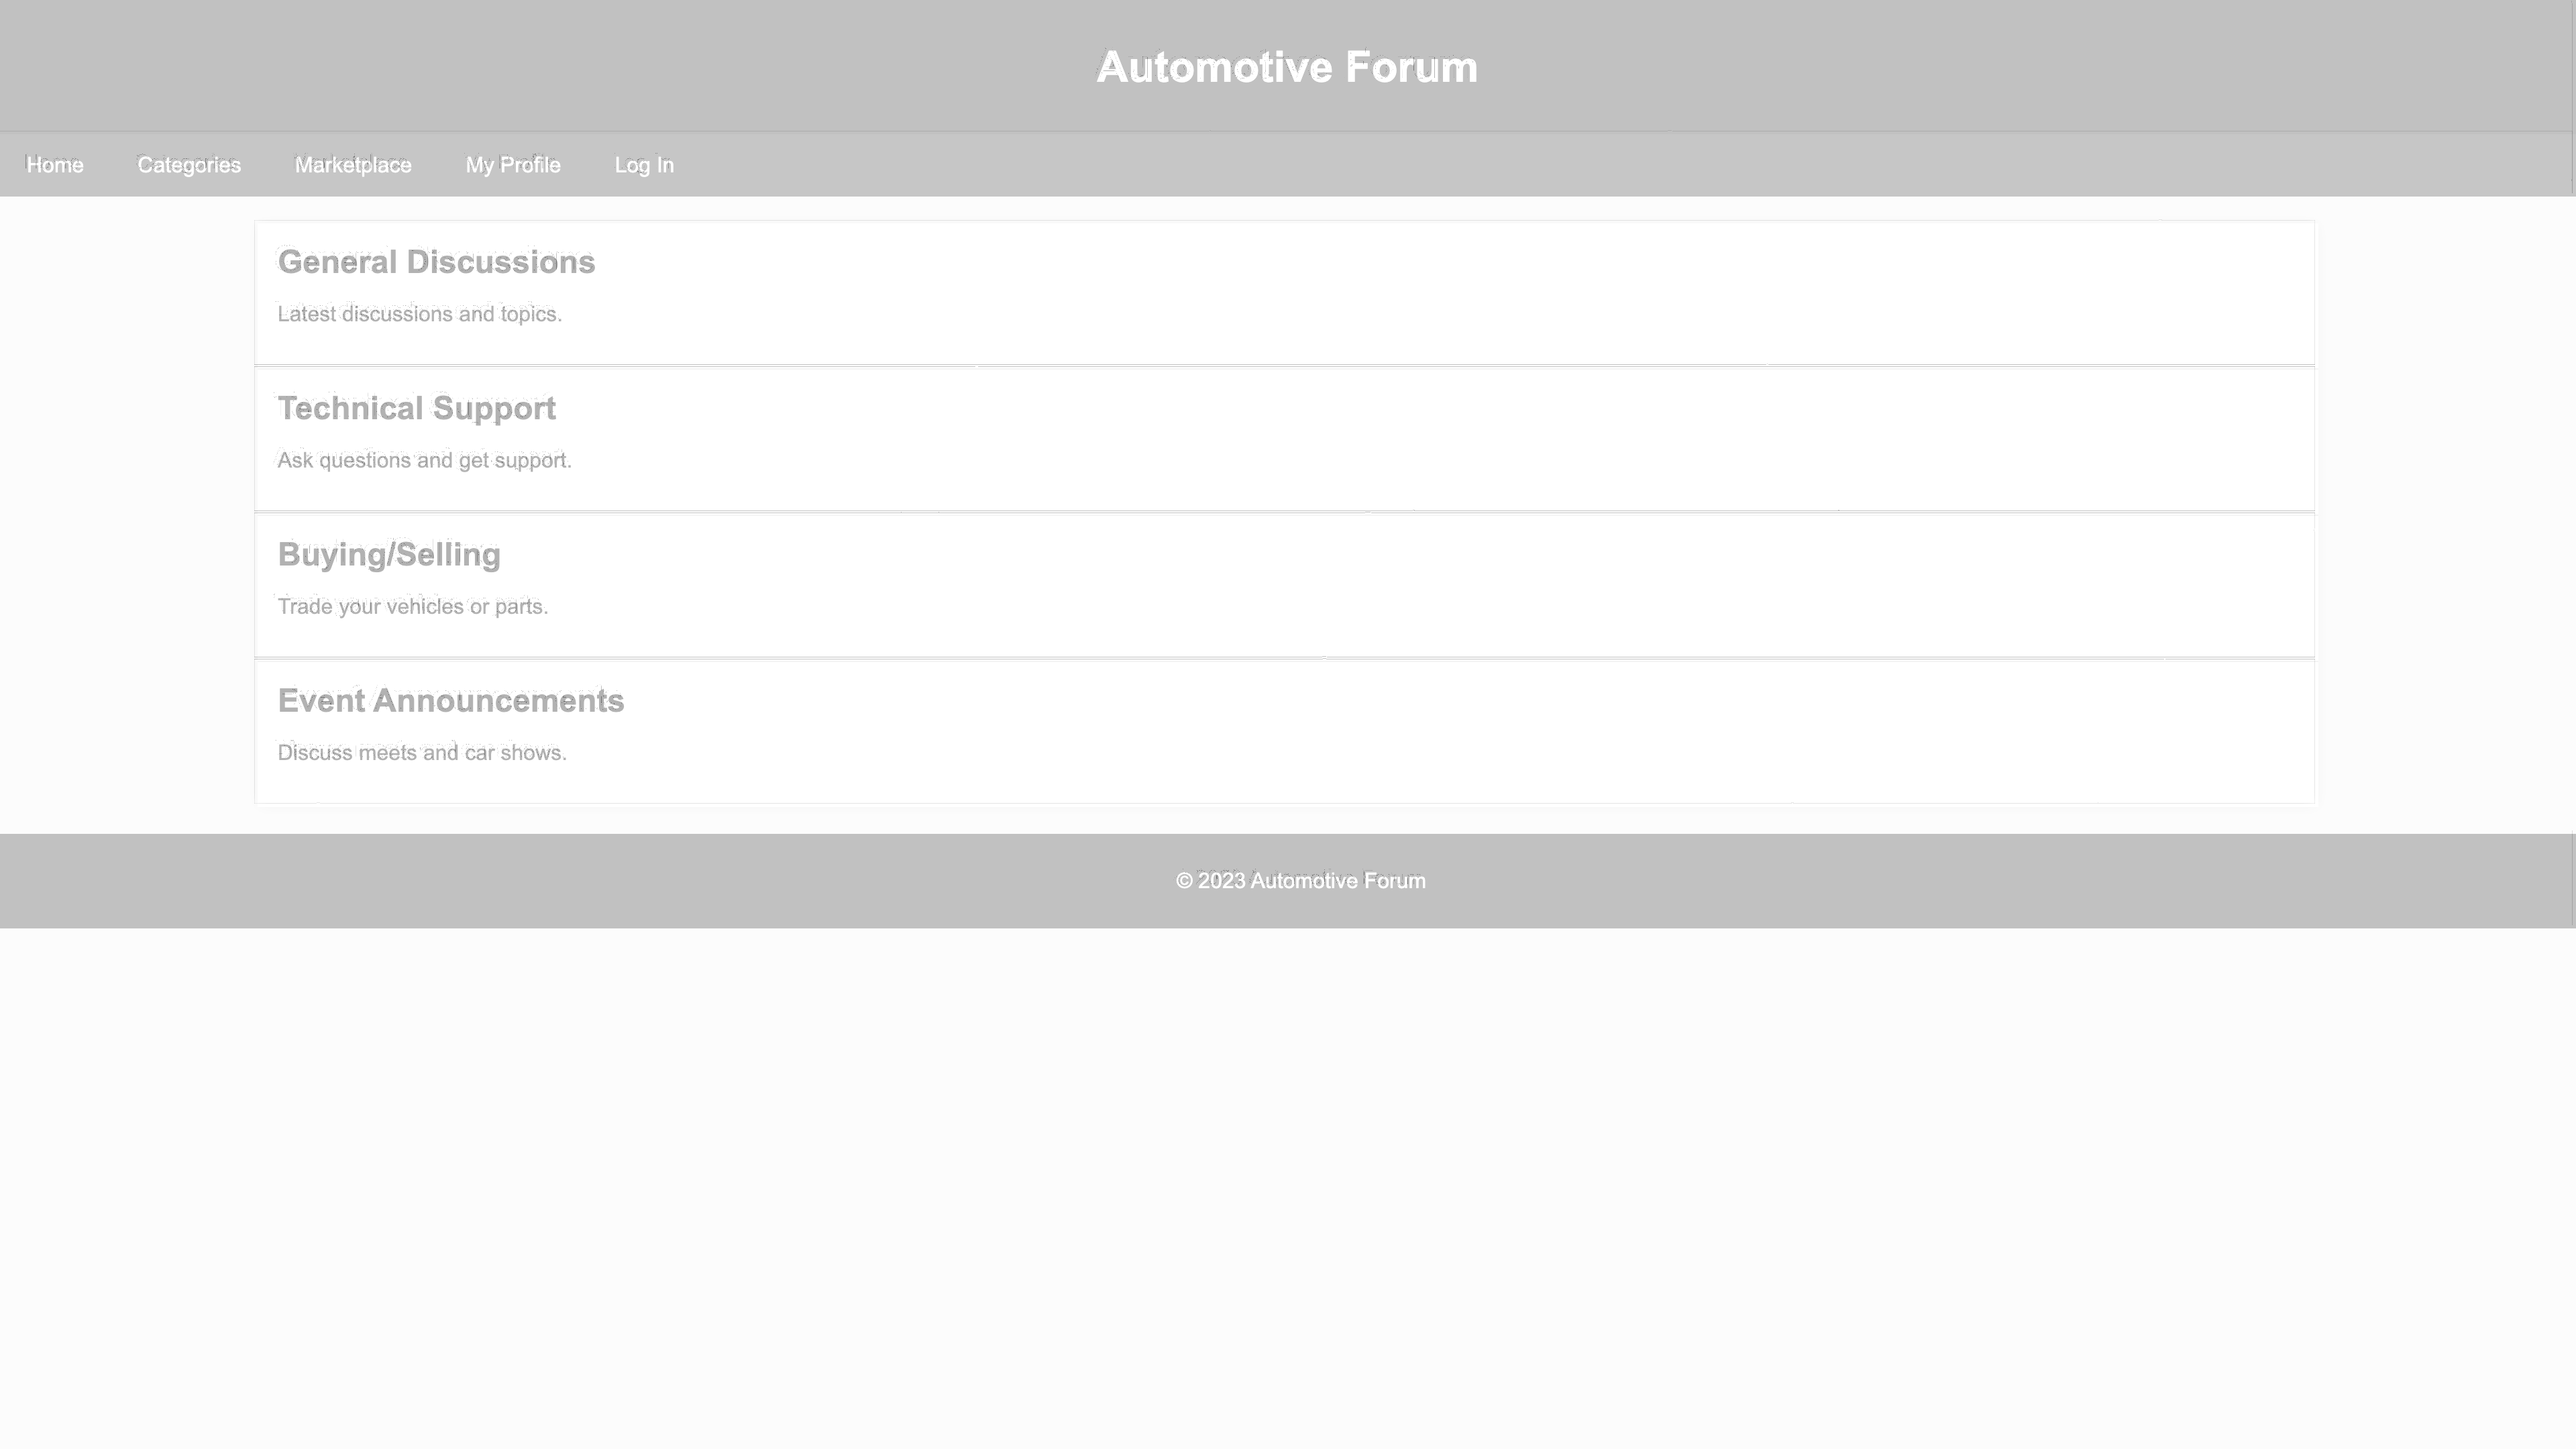 Automotive Forum
Home Categories Marketplace My Profile Log In
General Discussions
Latest discussions and topics.
Technical Support
Ask questions and get support.
Buying/Selling
Trade your vehicles or parts.
Event Announcements
Discuss meets and car shows.
© 2023 Automotive Forum